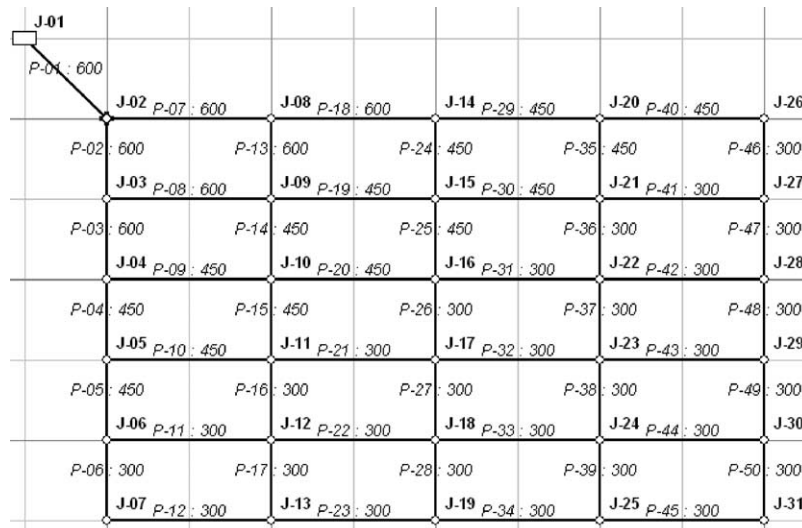 J-01
P-01 : 600
J-02 P-07 : 600 J-08 P-18 : 600 J-14 P-29 : 450 J-20 P-40 : 450 J-26
P-02 : 600 P-13 : 600 P-24 : 450 P-35 : 450 P-46 : 300
J-03 P-08 : 600 J-09 P-19 : 450 J-15 P-30 : 450 J-21 P-41 : 300 J-27
P-03 : 600 P-14 : 450 P-25 : 450 P-36 : 300 P-47 : 300
J-04 P-09 : 450 J-10 P-20 : 450 J-16 P-31 : 300 J-22 P-42 : 300 J-28
P-04 : 450 P-15 : 450 P-26 : 300 P-37 : 300 P-48 : 300
J-05 P-10 : 450 J-11 P-21 : 300 J-17 P-32 : 300 J-23 P-43 : 300 J-29
P-05 : 450 P-16 : 300 P-27 : 300 P-38 : 300 P-49 : 300
J-06 P-11 : 300 J-12 P-22 : 300 J-18 P-33 : 300 J-24 P-44 : 300 J-30
P-06 : 300 P-17 : 300 P-28 : 300 P-39 : 300 P-50 : 300
J-07 P-12 : 300 J-13 P-23 : 300 J-19 P-34 : 300 J-25 P-45 : 300 J-31